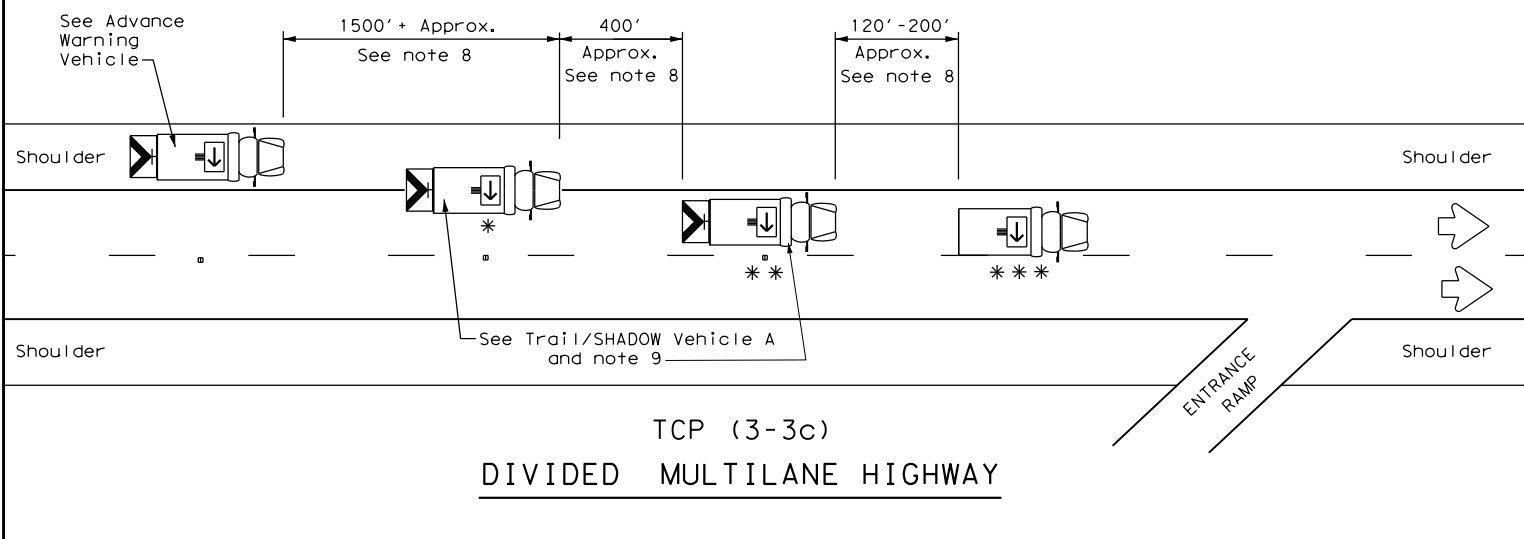 See Advance
Warning
Vehicle
1500'+ Approx.
See note 8
400'
Approx.
See note 8
120'-200'
Approx.
See note 8
Shoulder
Shoulder
*
**
***
See Trail/SHADOW Vehicle A
and note 9
Shoulder
Shoulder
ENTRANCE
RAMP
TCP (3-3c)
DIVIDED MULTILANE HIGHWAY